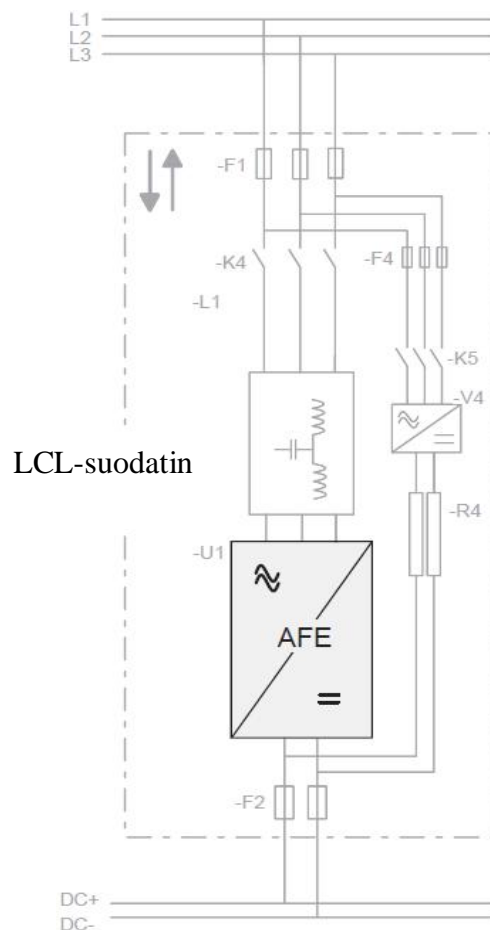 L1
L2
L3
-F1
-K4
-F4
-L1
-K5
-V4
LCL-suodatin
-R4
-U1
AFE
-F2
DC+
DC-